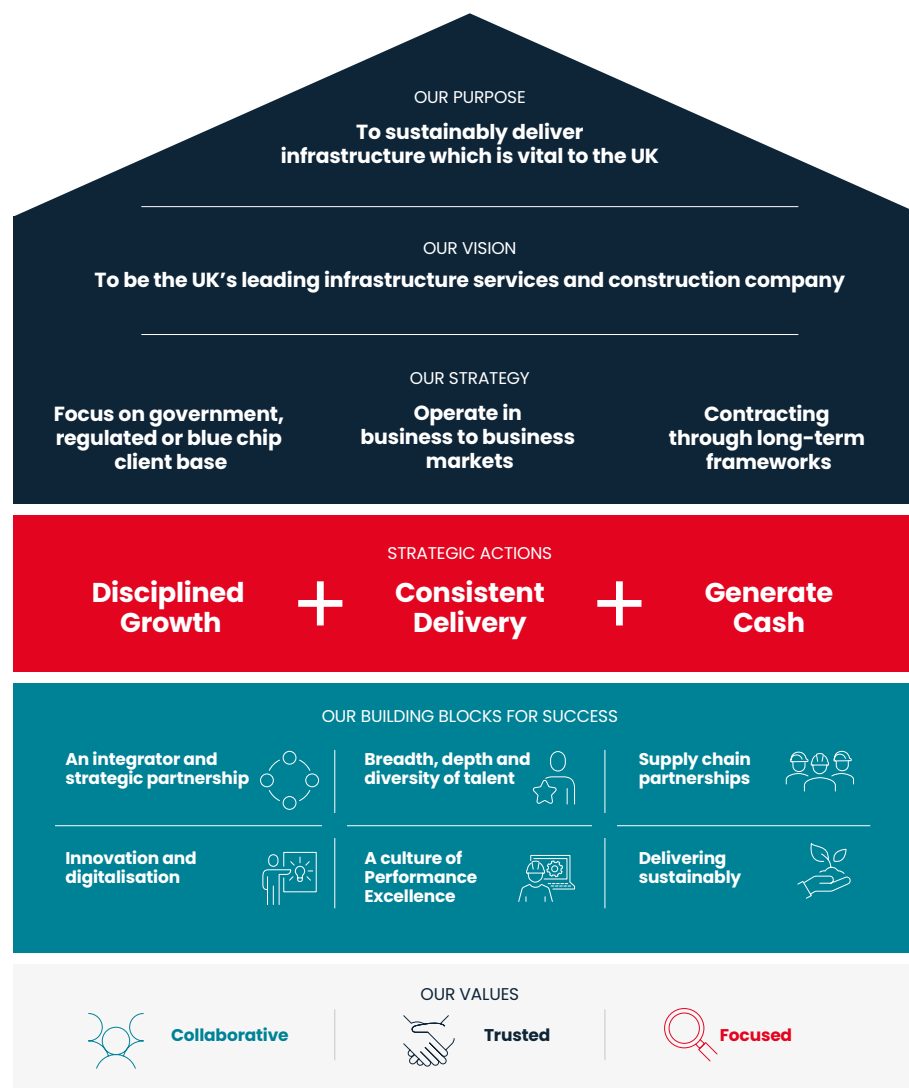 OUR PURPOSE
To sustainably deliver
infrastructure which is vital to the UK
OUR VISION
To be the UK’s leading infrastructure services and construction company
OUR STRATEGY
Focus on government,
regulated or blue chip
client base
Operate in
business to business
markets
Contracting
through long-term
frameworks
STRATEGIC ACTIONS
Disciplined
Growth
+
Consistent
Delivery
+
Generate
Cash
OUR BUILDING BLOCKS FOR SUCCESS
An integrator and
strategic partnership
Breadth, depth and
diversity of talent
Supply chain
partnerships
Innovation and
digitalisation
A culture of
Performance
Excellence
Delivering
sustainably
OUR VALUES
Collaborative
Trusted
Focused